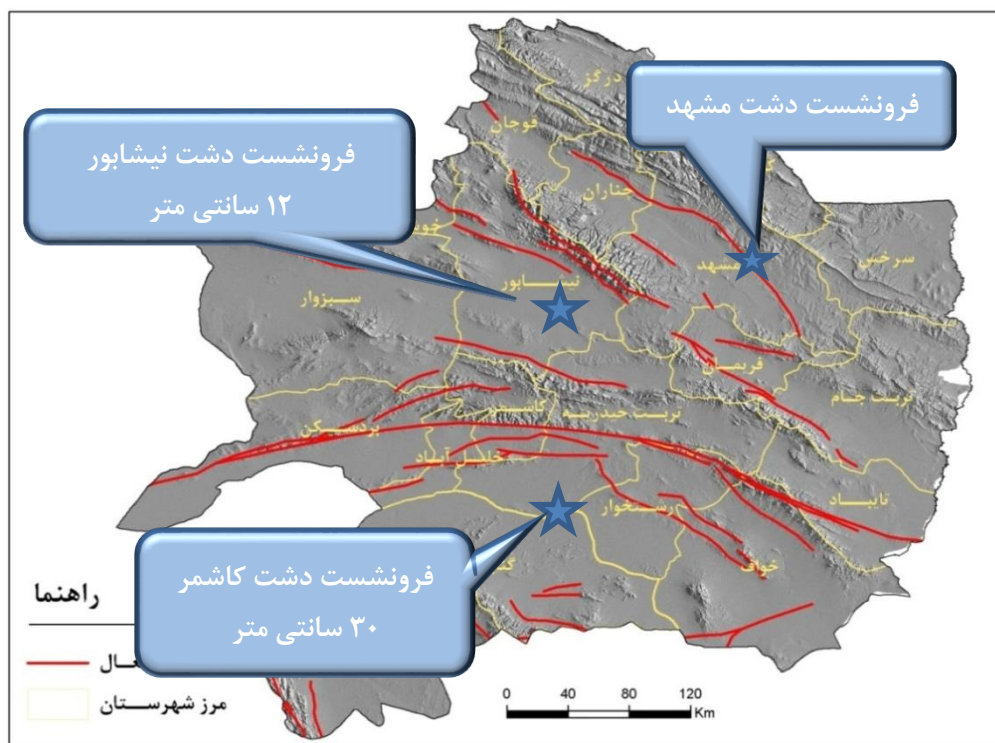 درگز
قوچان
فرونشست دشت مشهد
فرونشست دشت نیشابور
۱۲ سانتی متر
چناران
سرخس
مشهد
نیشابور
سبزوار
فریمان
تربت جام
تربت حیدریه
بردسکن
خلیل آباد
تایباد
رشتخوار
خواف
فرونشست دشت کاشمر
۳۰ سانتی متر
راهنما
مرز شهرستان
0 40 80 120
Km